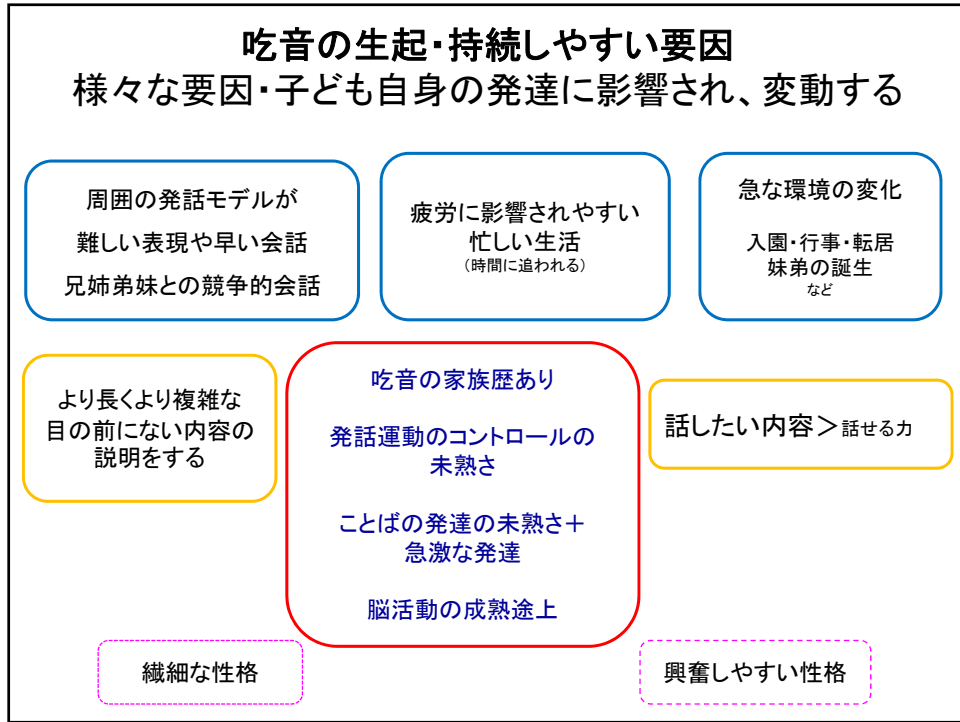 吃音の生起・持続しやすい要因
様々な要因・子ども自身の発達に影響され、変動する
周囲の発話モデルが
難しい表現や早い会話
兄姉弟妹との競争的会話
疲労に影響されやすい
忙しい生活
（時間に追われる）
急な環境の変化
入園・行事・転居
妹弟の誕生
など
より長くより複雑な
目の前にない内容の
説明をする
吃音の家族歴あり
発話運動のコントロールの
未熟さ
ことばの発達の未熟さ＋
急激な発達
脳活動の成熟途上
話したい内容＞話せる力
繊細な性格
興奮しやすい性格